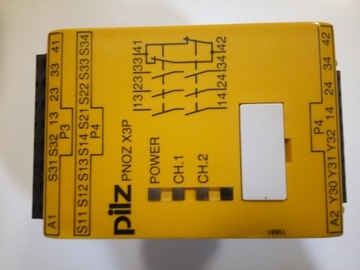 A1 S31 S32 13 23 33 41
P3
S11 S12 S13 S14 S21 S22 S33 S34
P4
pilz
PNOZ X3P
13 23 33 41
POWER
CH.1
CH.2
14 24 34 42
P4
A2 Y30 Y31 Y32 14 24 34 42